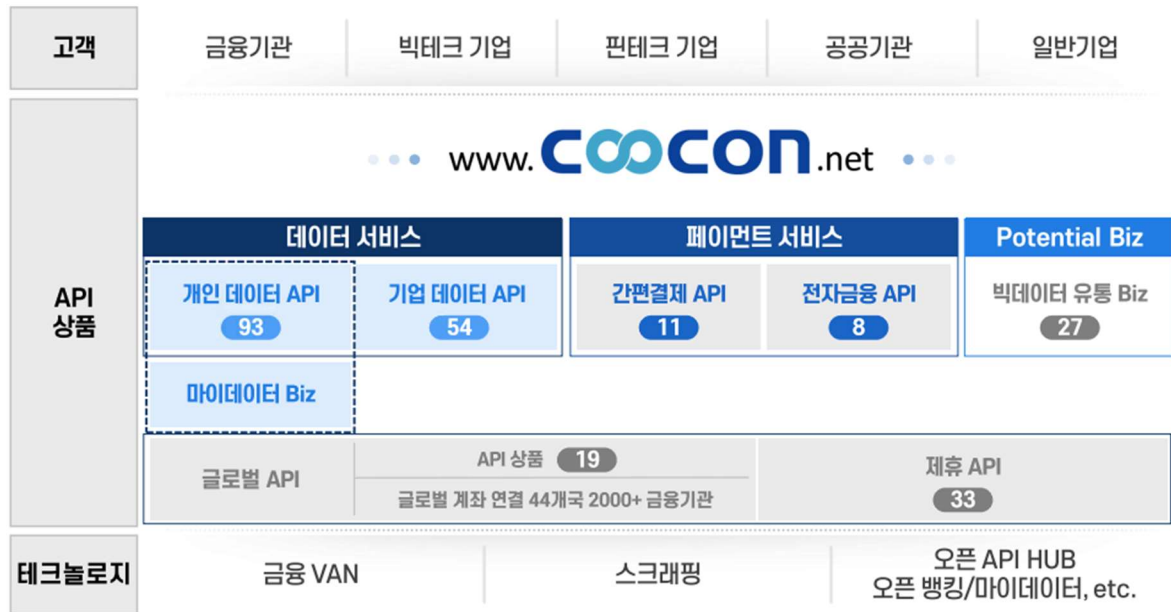 고객
금융기관
빅테크 기업
핀테크 기업
공공기관
일반기업
API
상품
www.coocon.net
데이터 서비스
페이먼트 서비스
Potential Biz
개인 데이터 API
93
기업 데이터 API
54
간편결제 API
11
전자금융 API
8
빅데이터 유통 Biz
27
마이데이터 Biz
글로벌 API
API 상품 19
글로벌 계좌 연결 44개국 2000+ 금융기관
제휴 API
33
테크놀로지
금융 VAN
스크래핑
오픈 API HUB
오픈 뱅킹/마이데이터, etc.